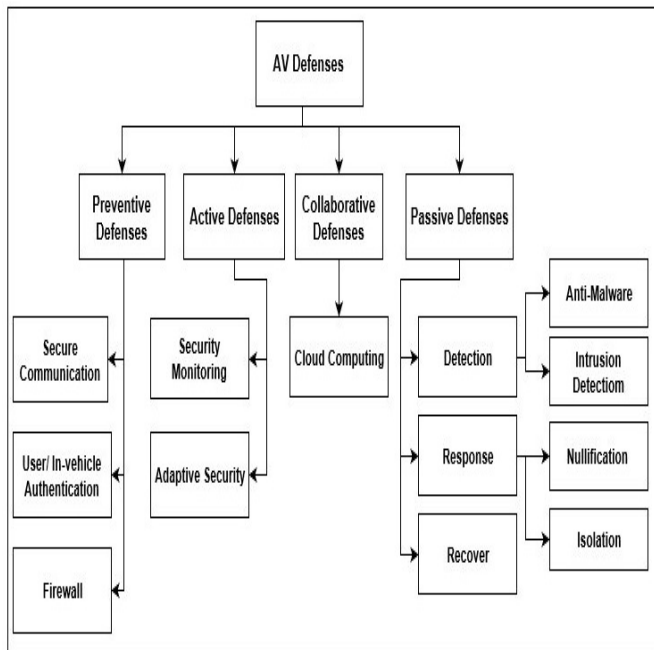 AV Defenses
Preventive
Defenses
Active Defenses
Collaborative
Defenses
Passive Defenses
Secure
Communication
User/ In-vehicle
Authentication
Firewall
Security
Monitoring
Adaptive Security
Cloud Computing
Detection
Response
Recover
Anti-Malware
Intrusion
Detectiom
Nullification
Isolation